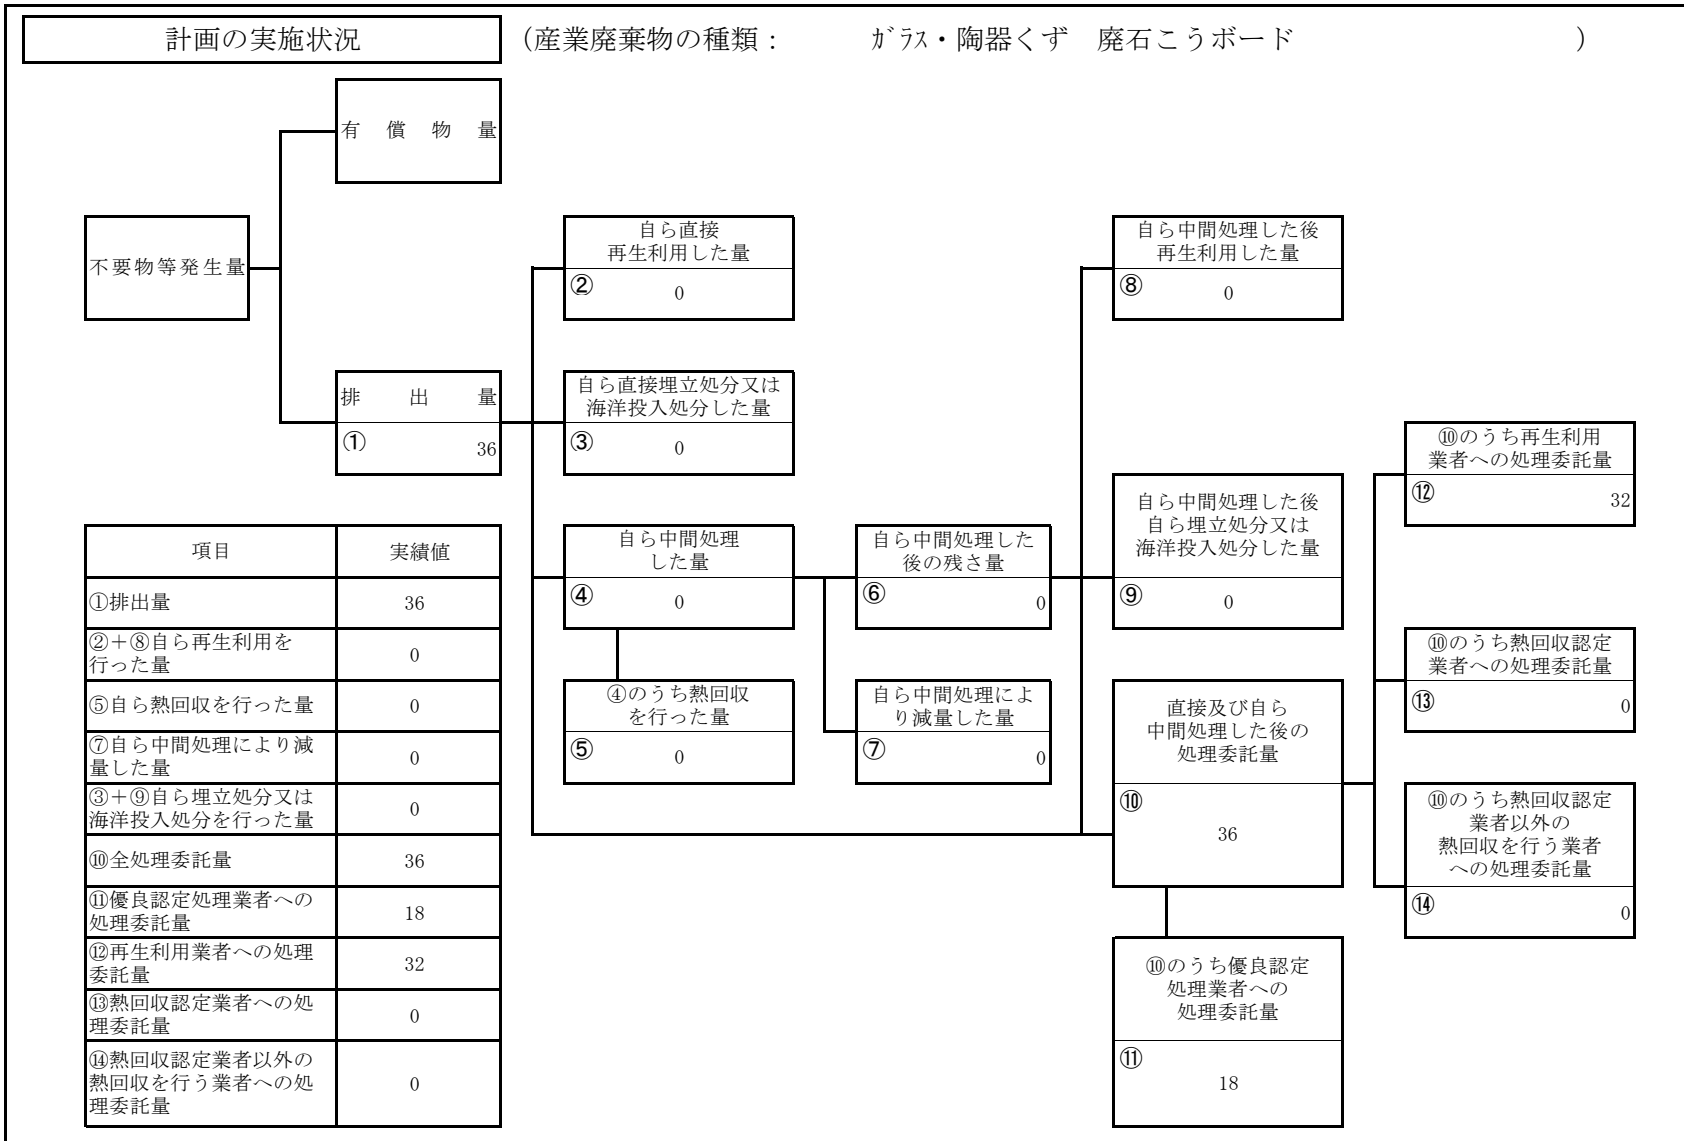 計画の実施状況
（産業廃棄物の種類： ｶﾞﾗｽ・陶器くず　廃石こうボード ）
有償物量
不要物等発生量
排出量
① 36
自ら直接
再生利用した量
② 0
自ら直接埋立処分又は
海洋投入処分した量
③ 0
自ら中間処理
した量
④ 0
④のうち熱回収
を行った量
⑤ 0
自ら中間処理した
後の残さ量
⑥ 0
自ら中間処理によ
り減量した量
⑦ 0
自ら中間処理した後
再生利用した量
⑧ 0
自ら中間処理した後
自ら埋立処分又は
海洋投入処分した量
⑨ 0
直接及び自ら
中間処理した後の
処理委託量
⑩
36
⑩のうち優良認定
処理業者への
処理委託量
⑪
18
⑩のうち再生利用
業者への処理委託量
⑫ 32
⑩のうち熱回収認定
業者への処理委託量
⑬ 0
⑩のうち熱回収認定
業者以外の
熱回収を行う業者
への処理委託量
⑭ 0
項目 実績値
①排出量 36
②＋⑧自ら再生利用を
行った量 0
⑤自ら熱回収を行った量 0
⑦自ら中間処理により減
量した量 0
③＋⑨自ら埋立処分又は
海洋投入処分を行った量 0
⑩全処理委託量 36
⑪優良認定処理業者への
処理委託量 18
⑫再生利用業者への処理
委託量 32
⑬熱回収認定業者への処
理委託量 0
⑭熱回収認定業者以外の
熱回収を行う業者への処
理委託量 0